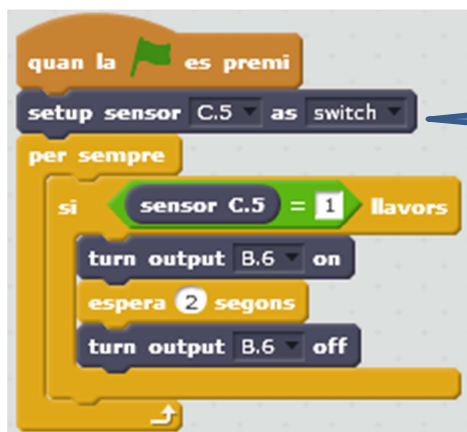 quan la es premi
setup sensor C.5 as switch
per sempre
si sensor C.5 = 1 llavors
turn output B.6 on
espera 2 segons
turn output B.6 off